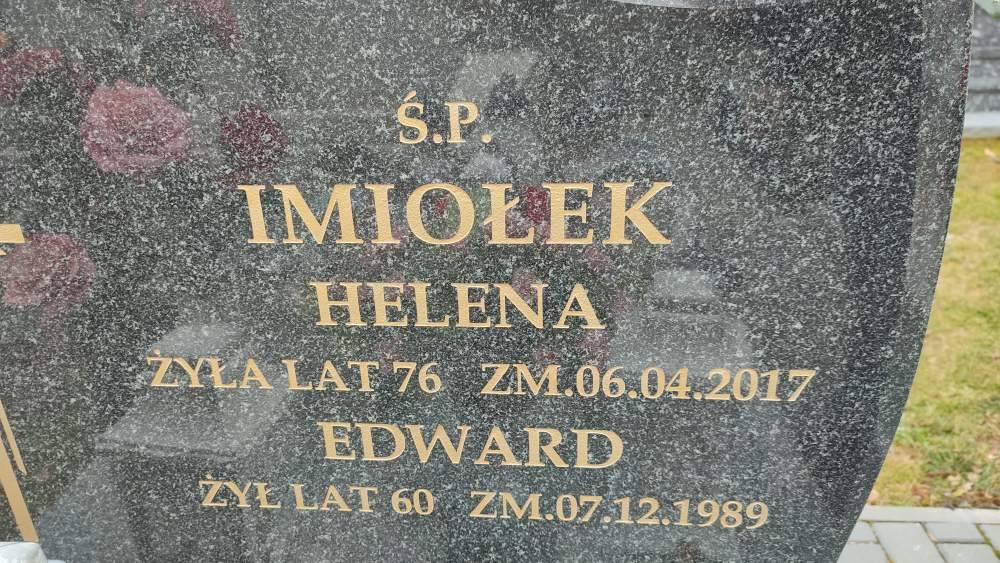 Ś.P.
IMIOŁEK
HELENA
ŻYŁA LAT 76 ZM.06.04.2017
EDWARD
ŻYŁ LAT 60 ZM.07.12.1989